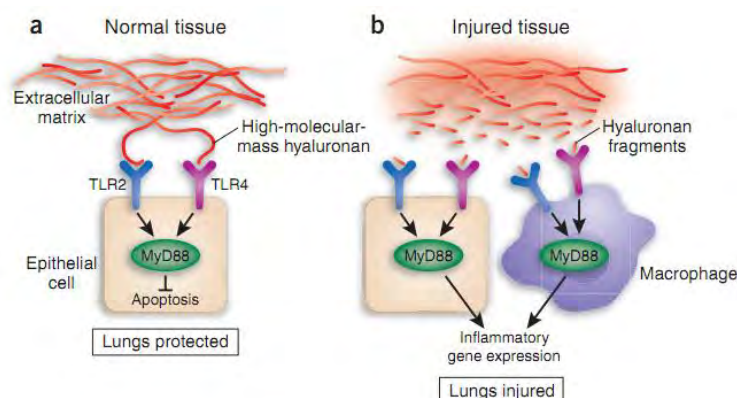 a
Normal tissue
Extracellular
matrix
High-molecular-
mass hyaluronan
TLR2
TLR4
MyD88
Epithelial
cell
Apoptosis
Lungs protected
b
Injured tissue
Hyaluronan
fragments
MyD88
MyD88
Macrophage
Inflammatory
gene expression
Lungs injured